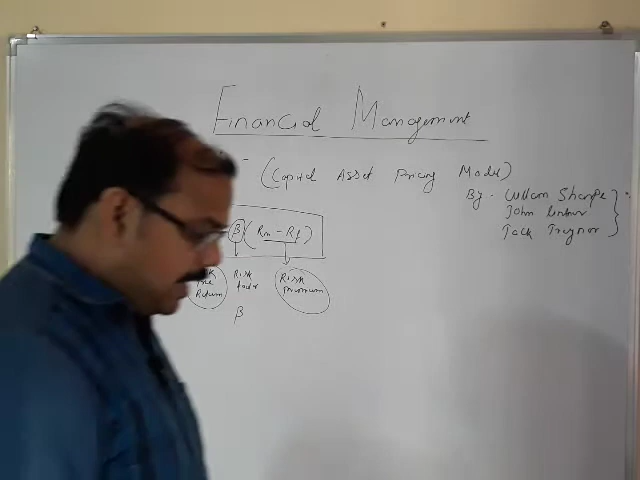 Financial Management
(Capital Asset Pricing Model)
By - William Sharpe
John Lintner
Jack Treynor
β (Rm - Rf)
Free Return
Risk factor
Risk premium
β